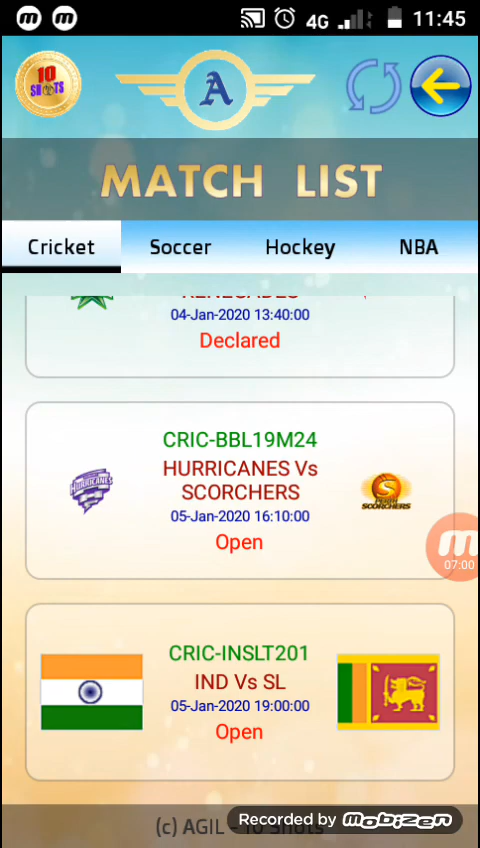 4G 11:45
10
SHOTS
A
MATCH LIST
Cricket Soccer Hockey NBA
04-Jan-2020 13:40:00
Declared
CRIC-BBL19M24
HURRICANES Vs
SCORCHERS
HURRICANES
SCORCHERS
05-Jan-2020 16:10:00
Open
07:00
CRIC-INSLT201
IND Vs SL
05-Jan-2020 19:00:00
Open
(c) AGIL - 10 Shots
Recorded by Mobizen